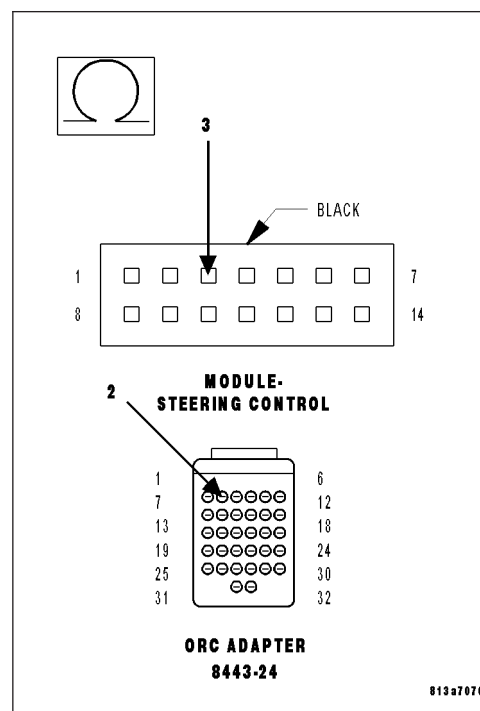 3
BLACK
1 7
8 14
MODULE-
STEERING CONTROL
2
1 6
7 12
13 18
19 24
25 30
31 32
ORC ADAPTER
8443-24